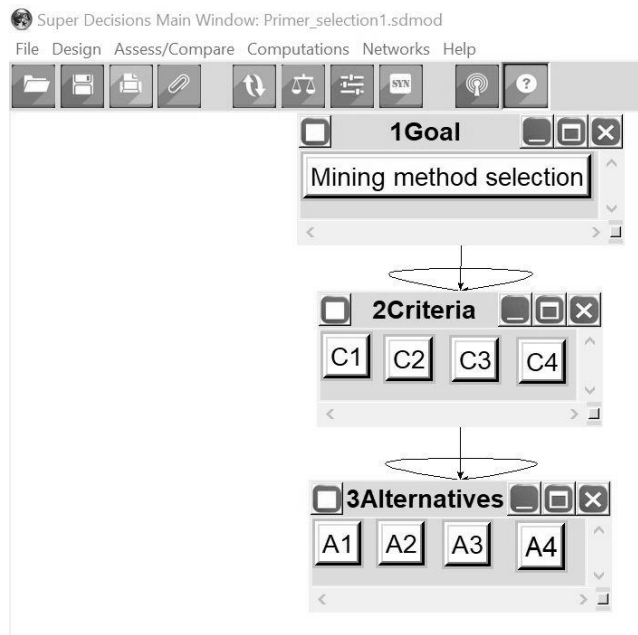 Super Decisions Main Window: Primer_selection1.sdmod
File Design Assess/Compare Computations Networks Help
SYN ?
1Goal
Mining method selection
2Criteria
C1 C2 C3 C4
3Alternatives
A1 A2 A3 A4